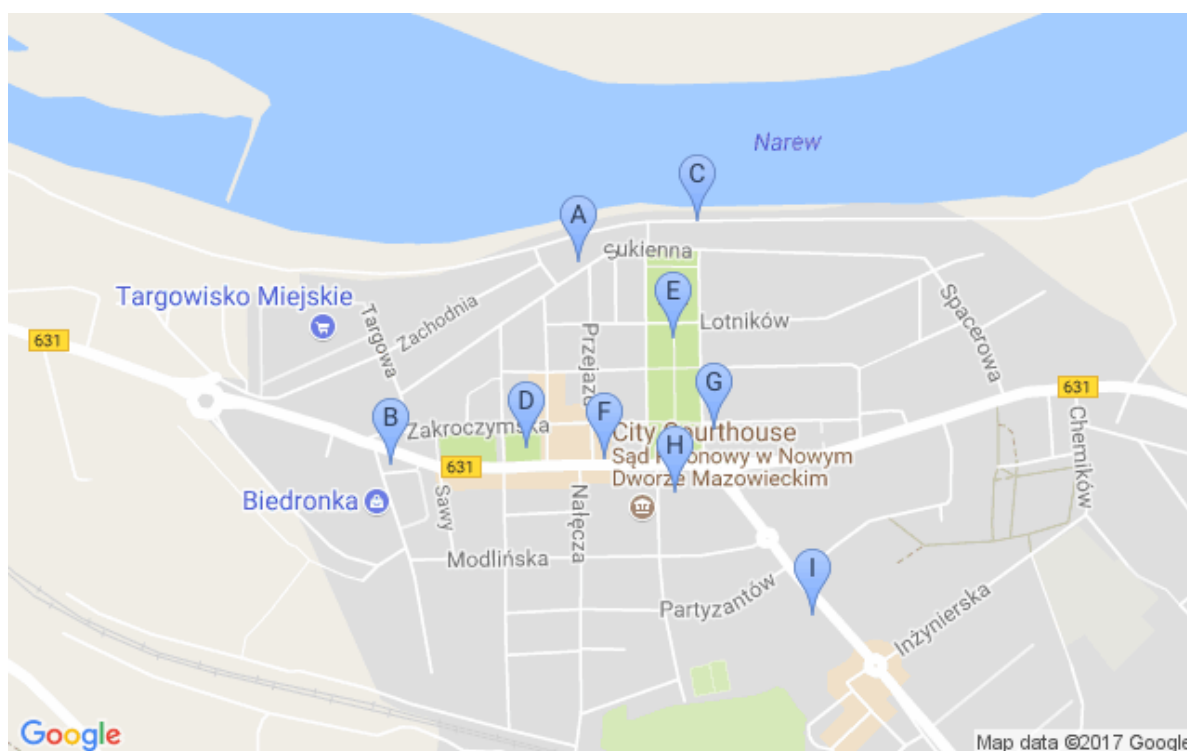 Narew
C
A
Sukienna
Targowisko Miejskie
E
Lotników
Zachodnia
Targowa
Przejazd
Spacerowa
631
G
631
D
B
F
Zakroczymska
City Courthouse
H
Sąd Rejonowy w Nowym
Dworze Mazowieckim
631
Chemików
Biedronka
Sawy
Nałęcza
Modlińska
I
Partyzantów
Inżynierska
Google
Map data ©2017 Google